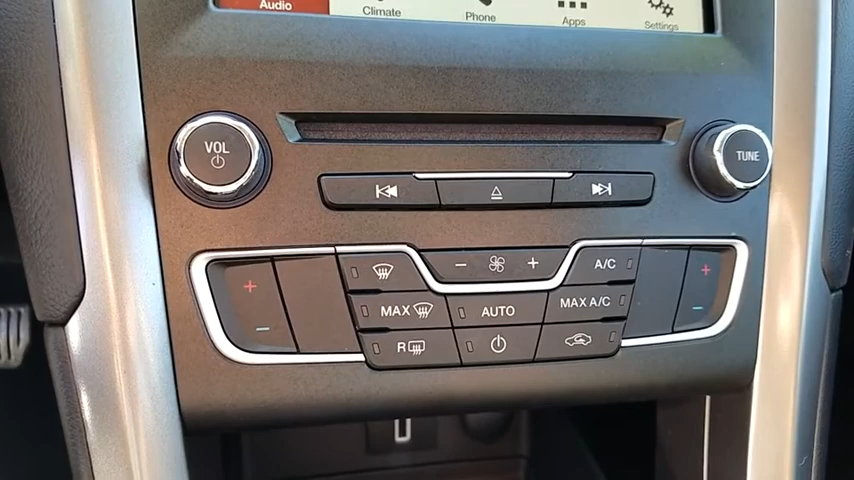 Audio
Climate
Phone
Apps
Settings
VOL
TUNE
- +
A/C
+ +
MAX
AUTO
MAX A/C
- -
R